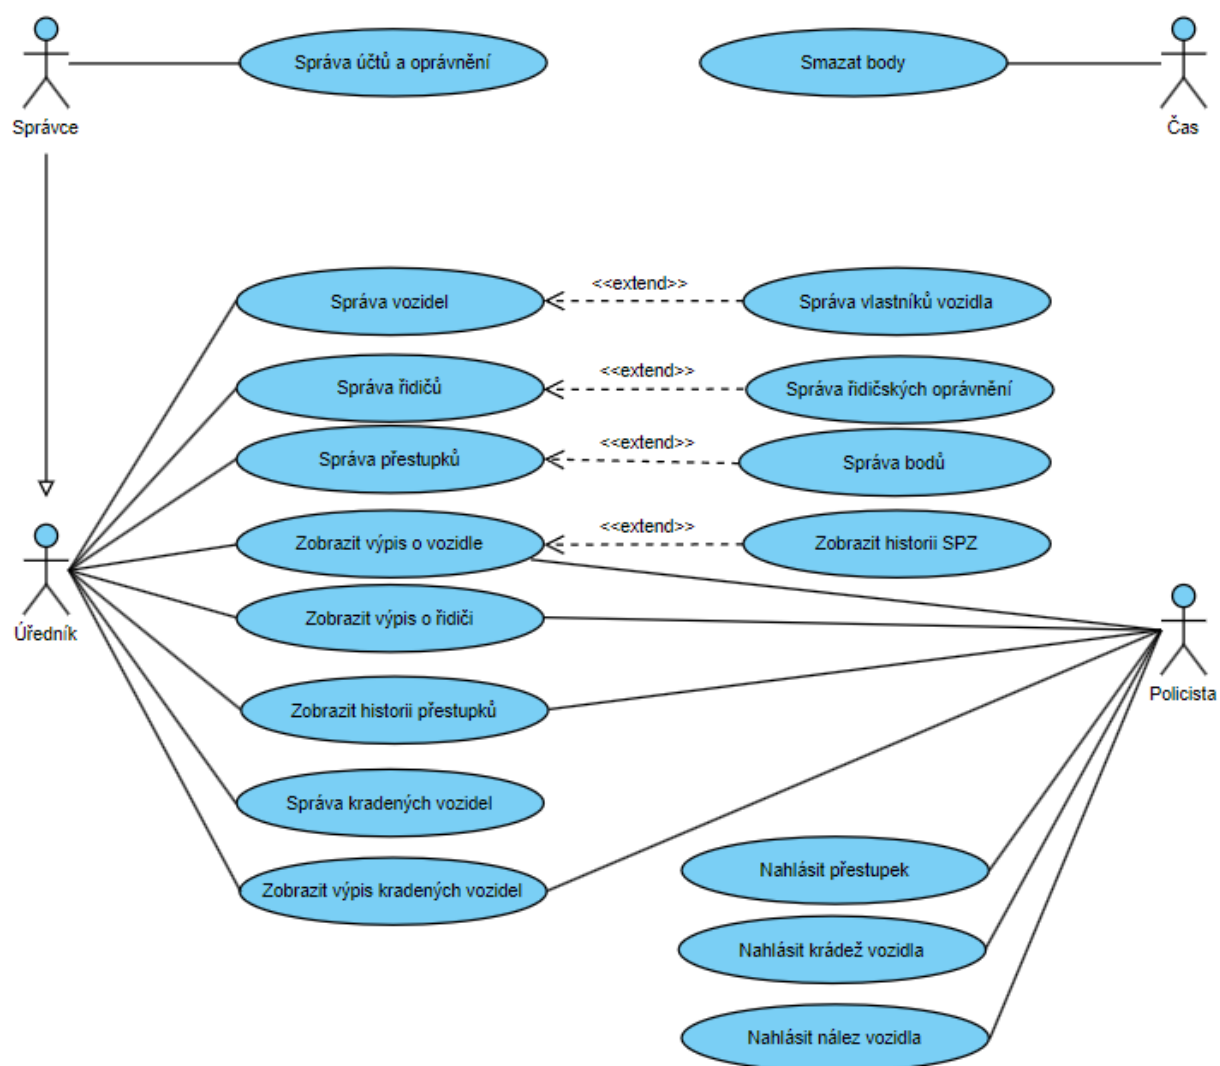 Správa účtů a oprávnění
Smazat body
Správce
Čas
Správa vozidel
<<extend>>
Správa vlastníků vozidla
Správa řidičů
<<extend>>
Správa řidičských oprávnění
Správa přestupků
<<extend>>
Správa bodů
Zobrazit výpis o vozidle
<<extend>>
Zobrazit historii SPZ
Zobrazit výpis o řidiči
Úředník
Policista
Zobrazit historii přestupků
Správa kradených vozidel
Zobrazit výpis kradených vozidel
Nahlásit přestupek
Nahlásit krádež vozidla
Nahlásit nález vozidla